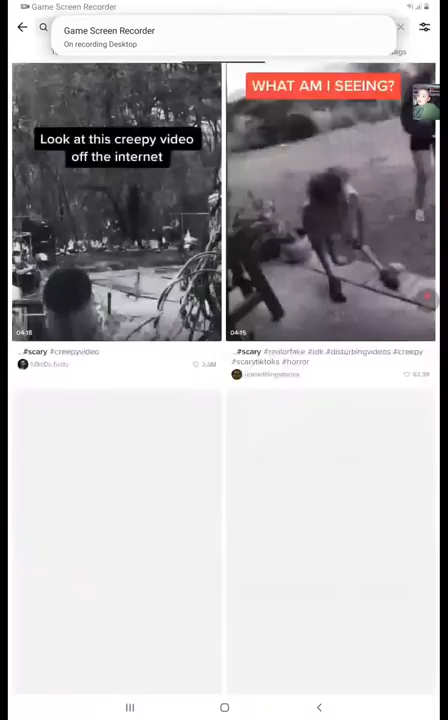 Game Screen Recorder
Game Screen Recorder
On recording Desktop
WHAT AM I SEEING?
Look at this creepy video
off the internet
04-18
04-15
...#scary #creepyvideo
...#scary #realorfake #idk #disturbingvideos #creepy
#scarytiktoks #horror